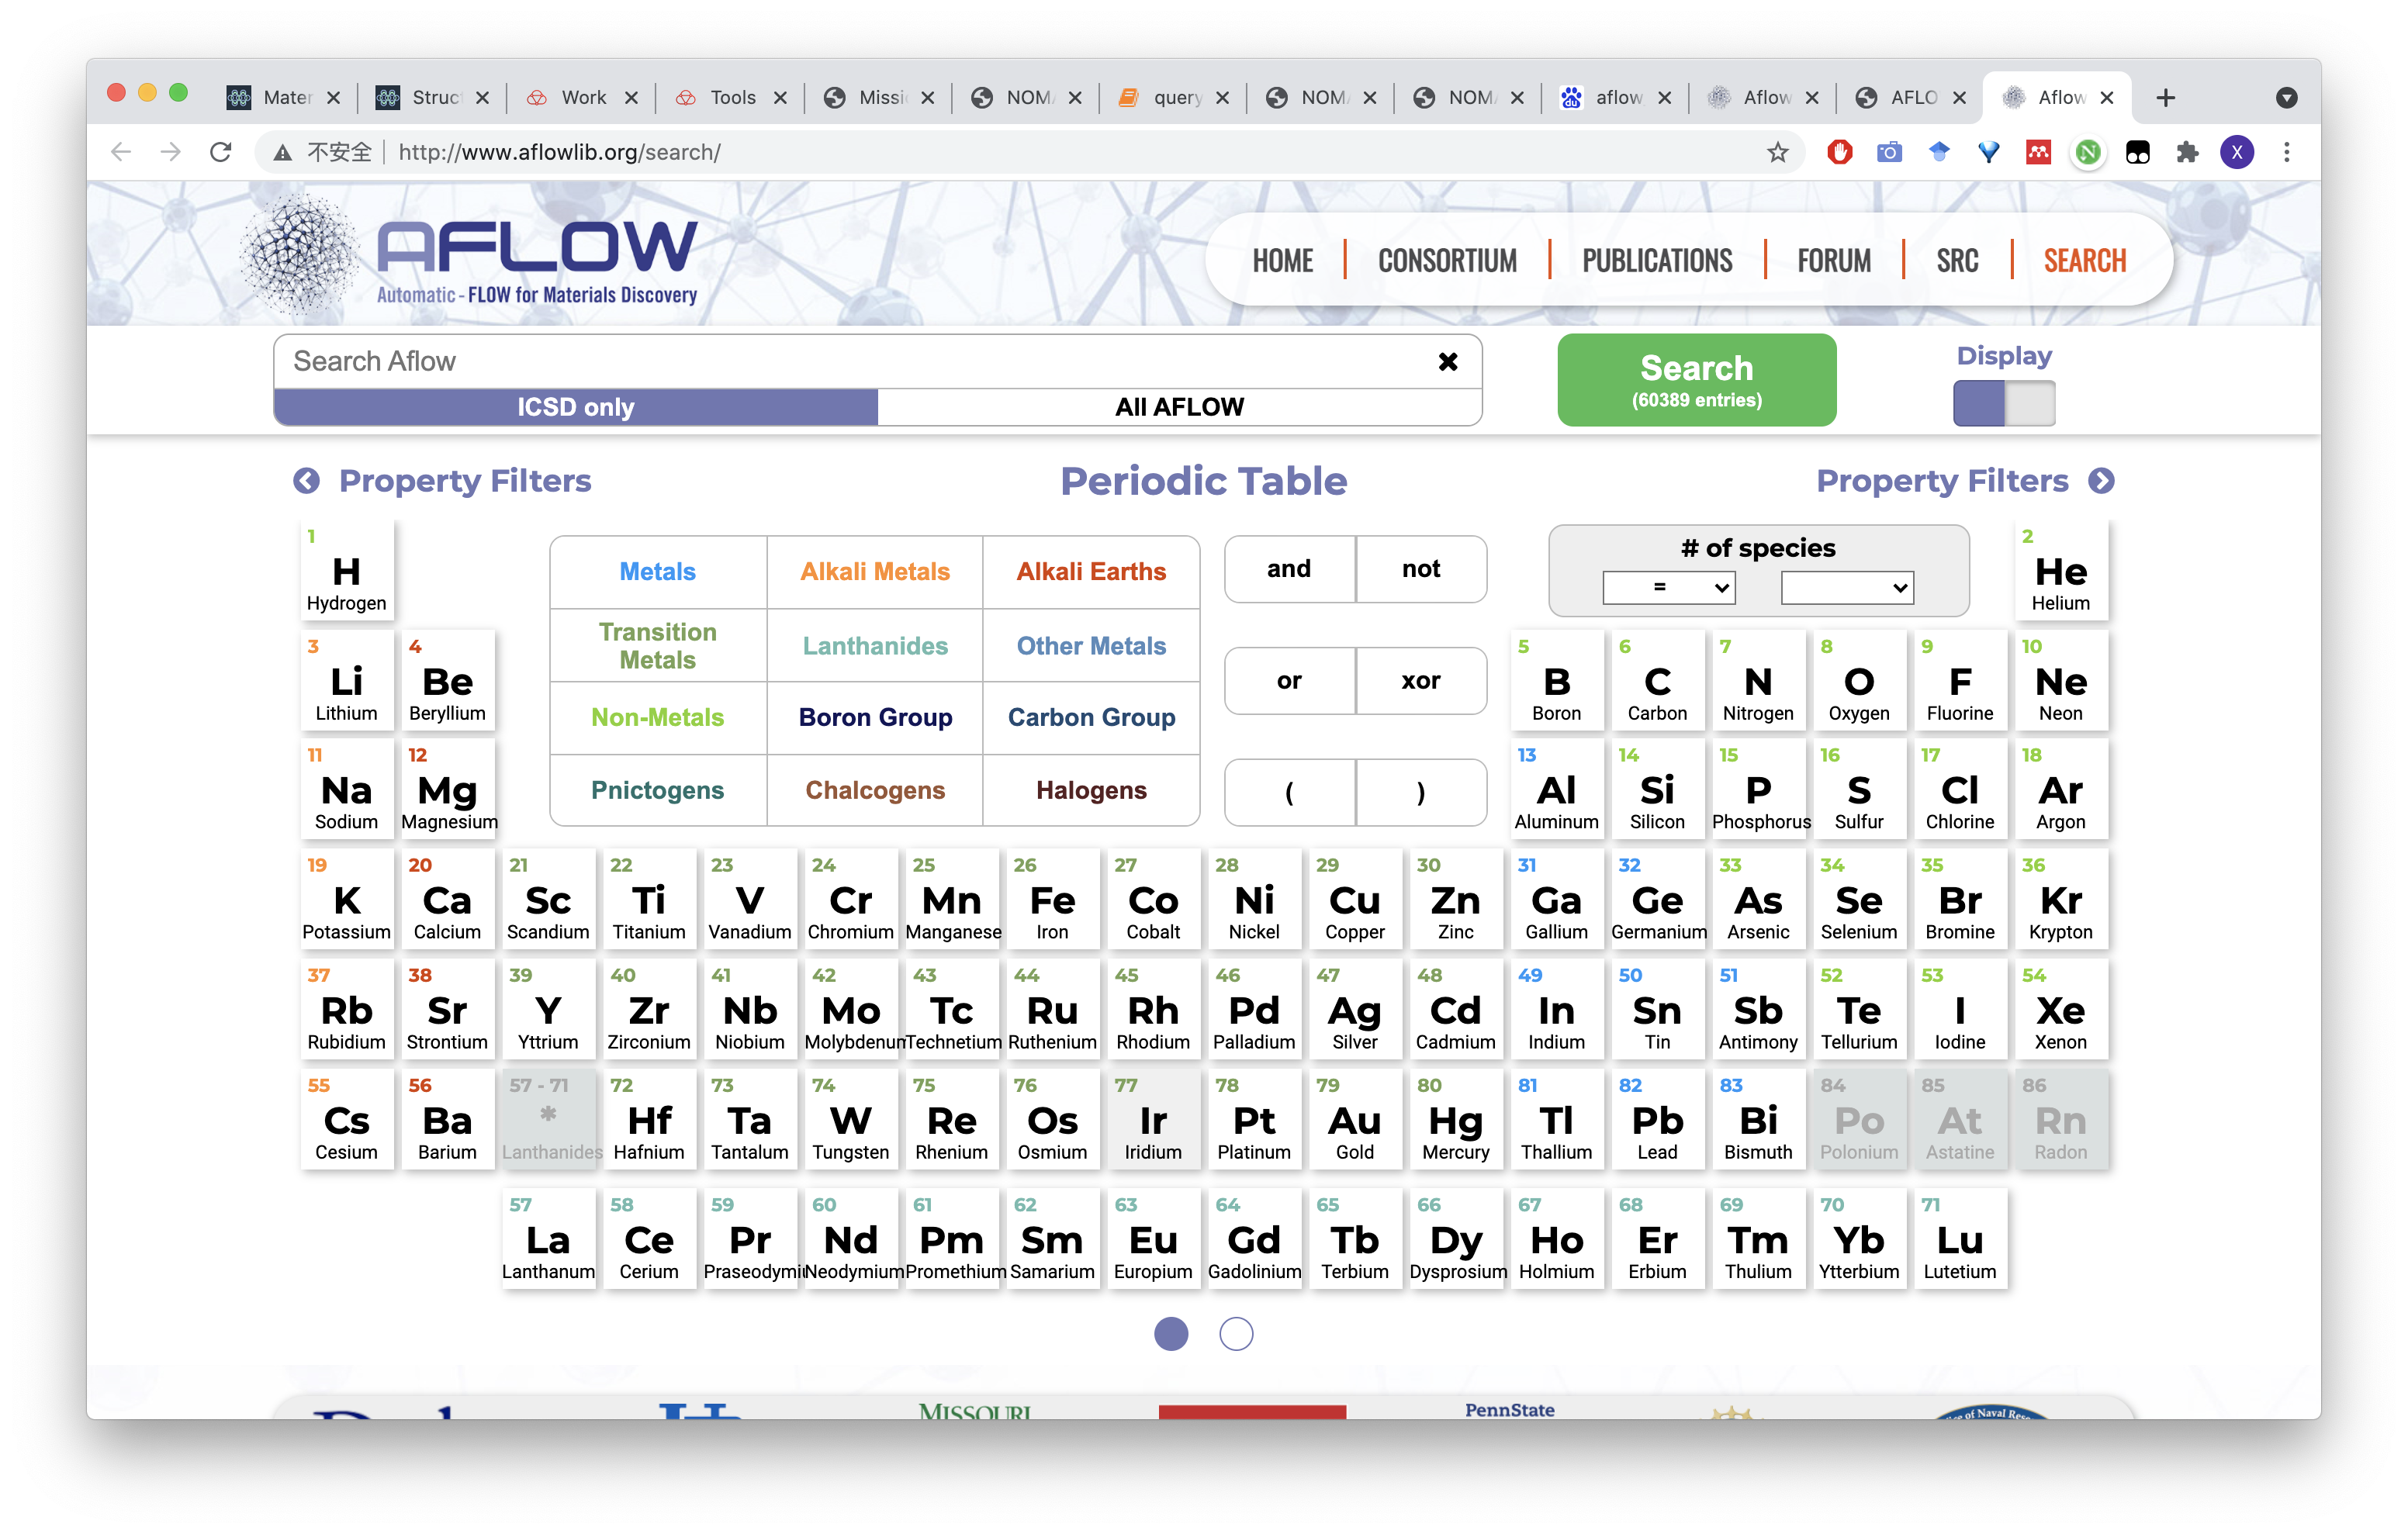 Mater
Struct
Work
Tools
Missi
NOMA
query
NOMA
NOMA
aflow
Aflow
AFLO
Aflow
不安全 http://www.aflowlib.org/search/
X
AFLOW
Automatic - FLOW for Materials Discovery
HOME CONSORTIUM PUBLICATIONS FORUM SRC SEARCH
Search Aflow
ICSD only All AFLOW
Search
(60389 entries)
Display
Property Filters Periodic Table Property Filters
Metals Alkali Metals Alkali Earths
Transition Metals Lanthanides Other Metals
Non-Metals Boron Group Carbon Group
Pnictogens Chalcogens Halogens
and not
or xor
( )
# of species
=
1 2
H He
Hydrogen Helium
3 4 5 6 7 8 9 10
Li Be B C N O F Ne
Lithium Beryllium Boron Carbon Nitrogen Oxygen Fluorine Neon
11 12 13 14 15 16 17 18
Na Mg Al Si P S Cl Ar
Sodium Magnesium Aluminum Silicon Phosphorus Sulfur Chlorine Argon
19 20 21 22 23 24 25 26 27 28 29 30 31 32 33 34 35 36
K Ca Sc Ti V Cr Mn Fe Co Ni Cu Zn Ga Ge As Se Br Kr
Potassium Calcium Scandium Titanium Vanadium Chromium Manganese Iron Cobalt Nickel Copper Zinc Gallium Germanium Arsenic Selenium Bromine Krypton
37 38 39 40 41 42 43 44 45 46 47 48 49 50 51 52 53 54
Rb Sr Y Zr Nb Mo Tc Ru Rh Pd Ag Cd In Sn Sb Te I Xe
Rubidium Strontium Yttrium Zirconium Niobium Molybdenum Technetium Ruthenium Rhodium Palladium Silver Cadmium Indium Tin Antimony Tellurium Iodine Xenon
55 56 57 - 71 72 73 74 75 76 77 78 79 80 81 82 83 84 85 86
Cs Ba * Hf Ta W Re Os Ir Pt Au Hg Tl Pb Bi Po At Rn
Cesium Barium Lanthanides Hafnium Tantalum Tungsten Rhenium Osmium Iridium Platinum Gold Mercury Thallium Lead Bismuth Polonium Astatine Radon
57 58 59 60 61 62 63 64 65 66 67 68 69 70 71
La Ce Pr Nd Pm Sm Eu Gd Tb Dy Ho Er Tm Yb Lu
Lanthanum Cerium Praseodymi Neodymium Promethium Samarium Europium Gadolinium Terbium Dysprosium Holmium Erbium Thulium Ytterbium Lutetium
MISSOURI
PennState
ice of Naval Rese